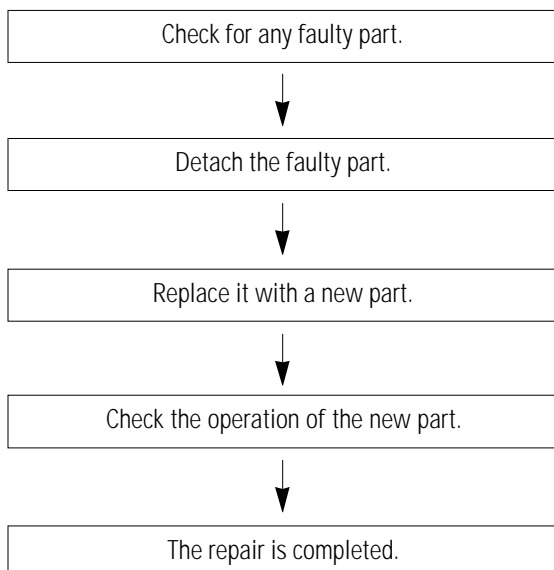 Check for any faulty part.
Detach the faulty part.
Replace it with a new part.
Check the operation of the new part.
The repair is completed.